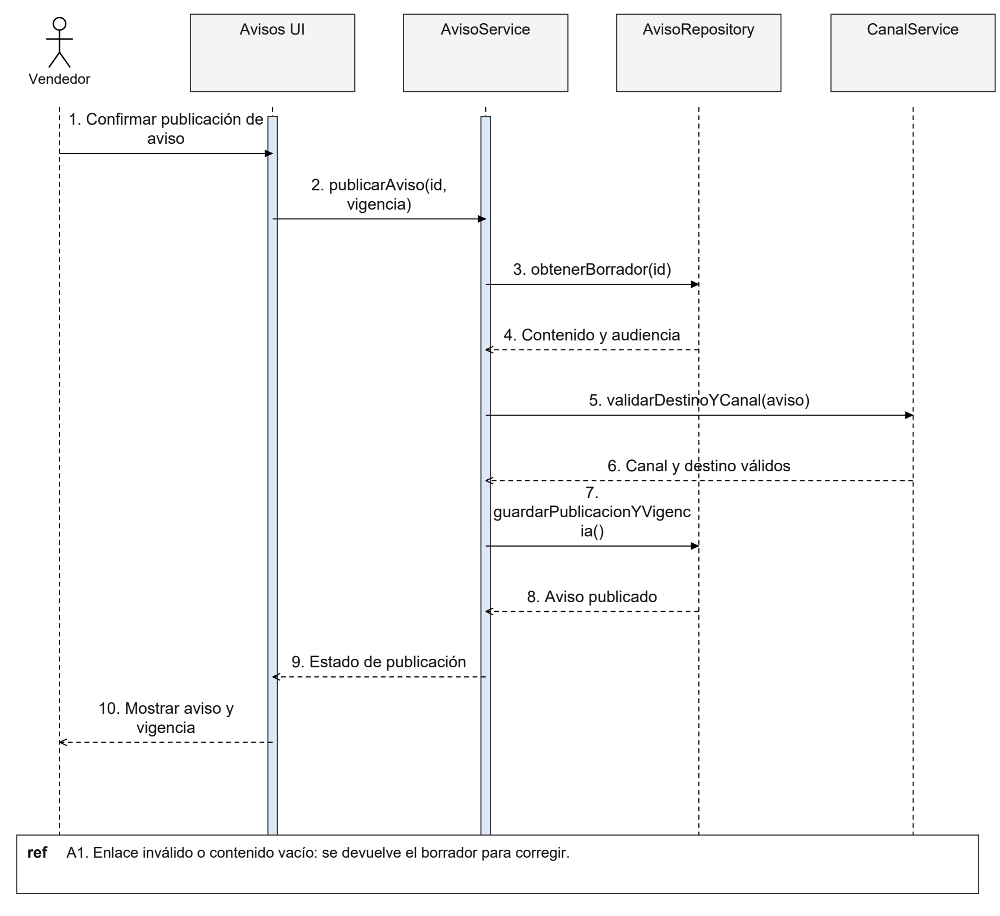 Vendedor
Avisos UI
AvisoService
AvisoRepository
CanalService
1. Confirmar publicación de
aviso
2. publicarAviso(id,
vigencia)
3. obtenerBorrador(id)
4. Contenido y audiencia
5. validarDestinoYCanal(aviso)
6. Canal y destino válidos
7.
guardarPublicacionYVigenc
ia()
8. Aviso publicado
9. Estado de publicación
10. Mostrar aviso y
vigencia
ref A1. Enlace inválido o contenido vacío: se devuelve el borrador para corregir.